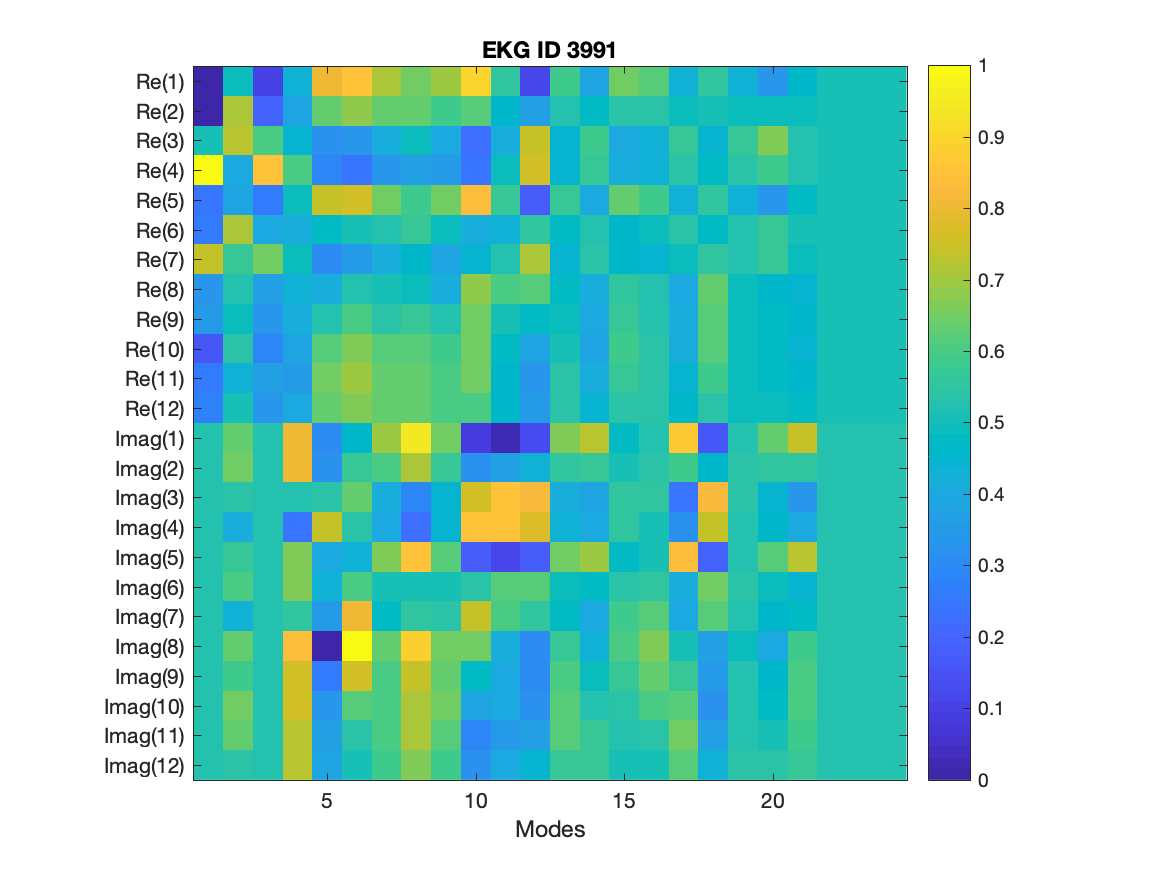 EKG ID 3991
Re(1)
Re(2)
Re(3)
Re(4)
Re(5)
Re(6)
Re(7)
Re(8)
Re(9)
Re(10)
Re(11)
Re(12)
Imag(1)
Imag(2)
Imag(3)
Imag(4)
Imag(5)
Imag(6)
Imag(7)
Imag(8)
Imag(9)
Imag(10)
Imag(11)
Imag(12)
5 10 15 20
Modes
1
0.9
0.8
0.7
0.6
0.5
0.4
0.3
0.2
0.1
0